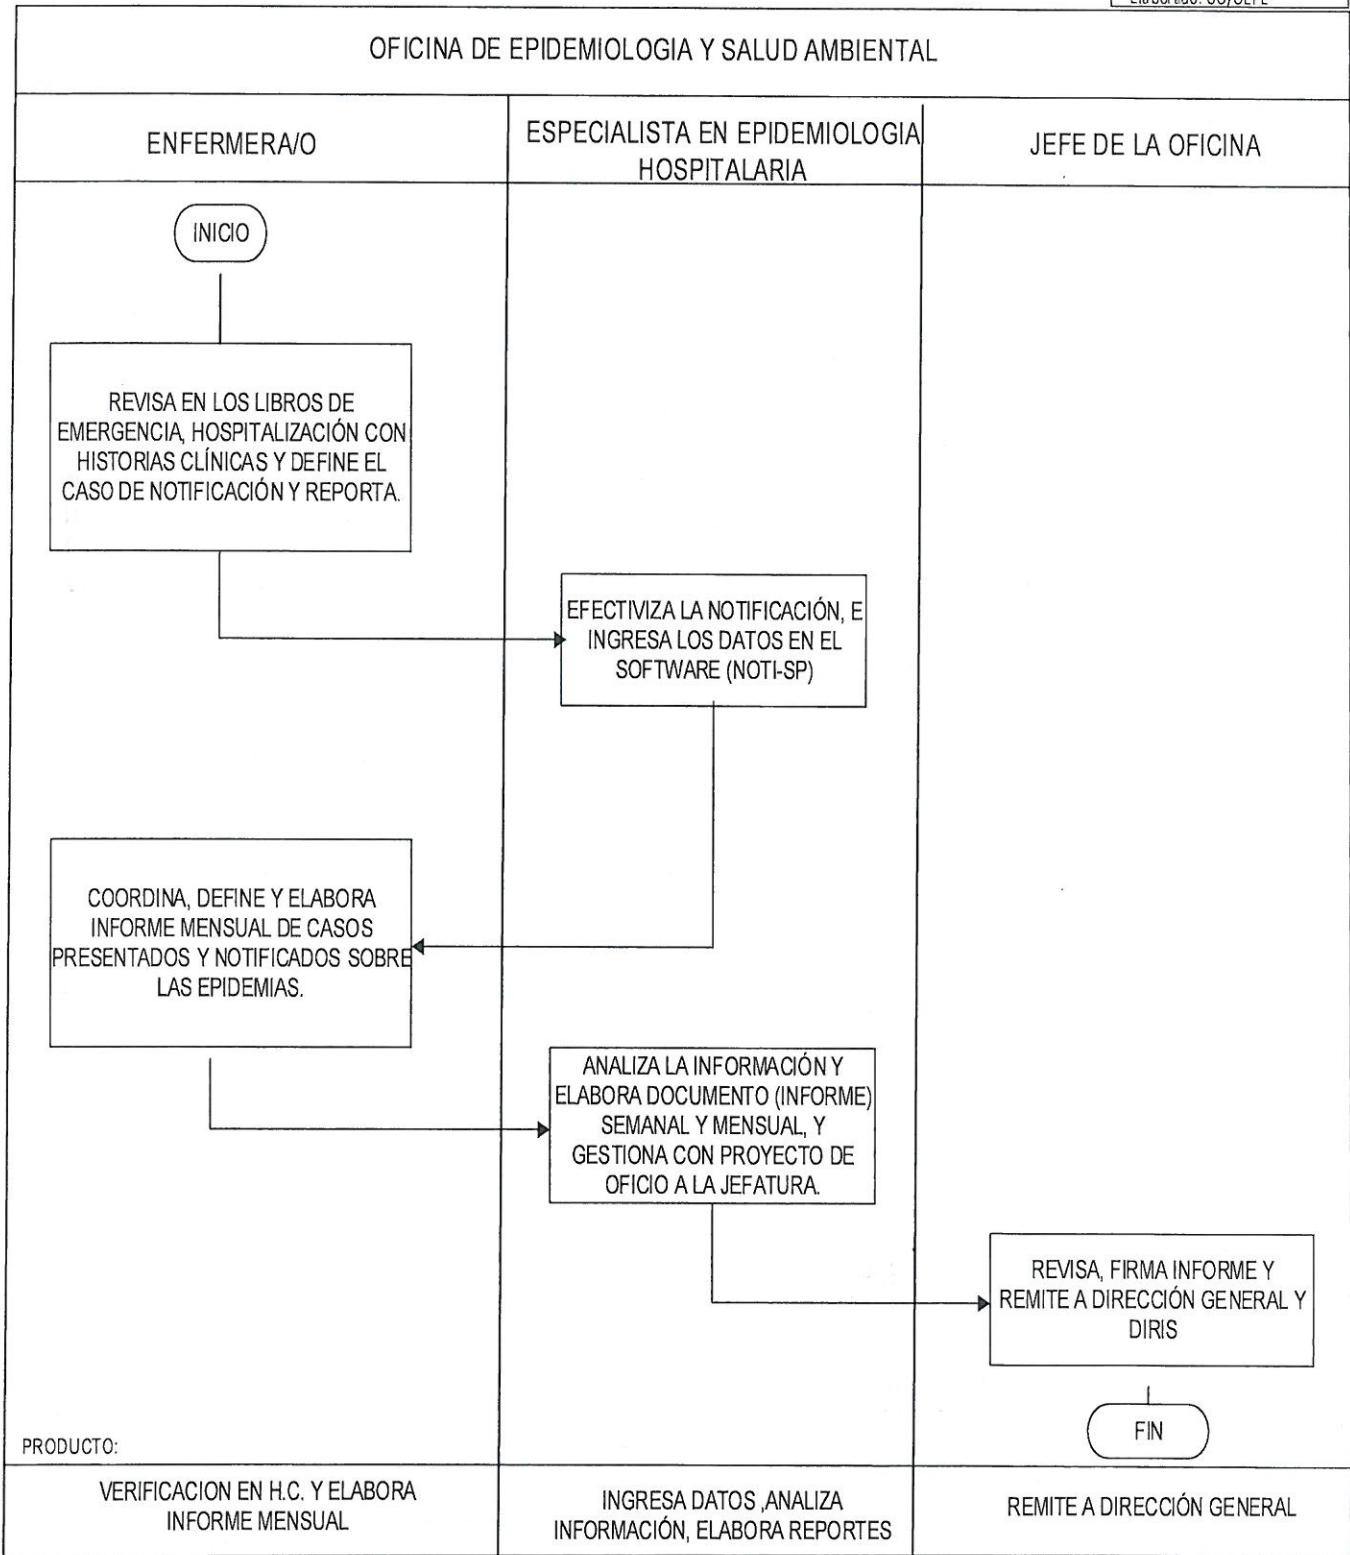 OFICINA DE EPIDEMIOLOGIA Y SALUD AMBIENTAL
ENFERMERA/O
ESPECIALISTA EN EPIDEMIOLOGIA
HOSPITALARIA
JEFE DE LA OFICINA
INICIO
REVISA EN LOS LIBROS DE
EMERGENCIA, HOSPITALIZACIÓN CON
HISTORIAS CLÍNICAS Y DEFINE EL
CASO DE NOTIFICACIÓN Y REPORTA.
EFECTIVIZA LA NOTIFICACIÓN, E
INGRESA LOS DATOS EN EL
SOFTWARE (NOTI-SP)
COORDINA, DEFINE Y ELABORA
INFORME MENSUAL DE CASOS
PRESENTADOS Y NOTIFICADOS SOBRE
LAS EPIDEMIAS.
ANALIZA LA INFORMACIÓN Y
ELABORA DOCUMENTO (INFORME)
SEMANAL Y MENSUAL, Y
GESTIONA CON PROYECTO DE
OFICIO A LA JEFATURA.
REVISA, FIRMA INFORME Y
REMITE A DIRECCIÓN GENERAL Y
DIRIS
FIN
PRODUCTO:
VERIFICACION EN H.C. Y ELABORA
INFORME MENSUAL
INGRESA DATOS ,ANALIZA
INFORMACIÓN, ELABORA REPORTES
REMITE A DIRECCIÓN GENERAL